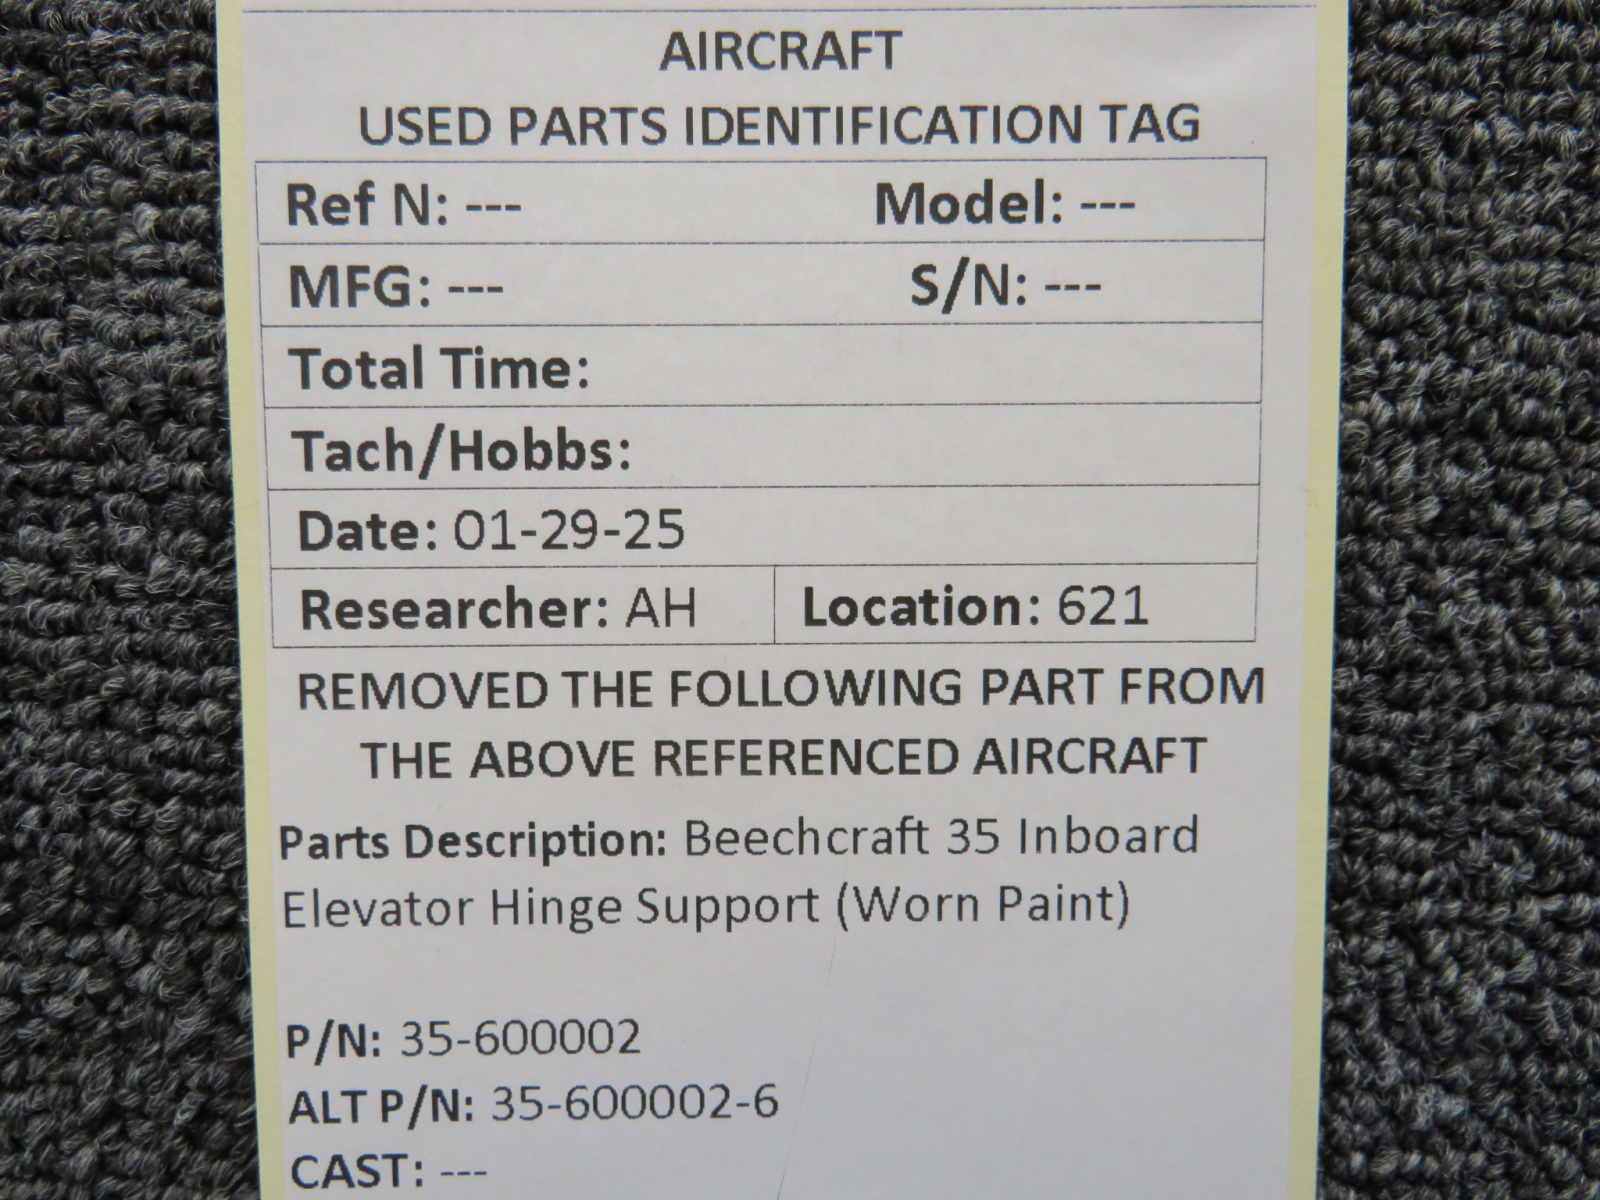 AIRCRAFT
USED PARTS IDENTIFICATION TAG
Ref N: --- Model: ---
MFG: --- S/N: ---
Total Time:
Tach/Hobbs:
Date: 01-29-25
Researcher: AH Location: 621
REMOVED THE FOLLOWING PART FROM
THE ABOVE REFERENCED AIRCRAFT
Parts Description: Beechcraft 35 Inboard
Elevator Hinge Support (Worn Paint)
P/N: 35-600002
ALT P/N: 35-600002-6
CAST: ---